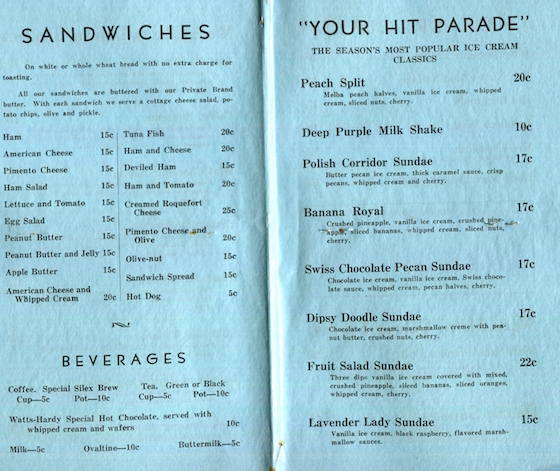 SANDWICHES
On white or whole wheat bread with no extra charge for
toasting.
All our sandwiches are buttered with our Private Brand
butter. With each sandwich we serve a cottage cheese salad, po-
tato chips, olive and pickle.
Ham 15c
American Cheese 15c
Pimento Cheese 15c
Ham Salad 15c
Lettuce and Tomato 15c
Egg Salad 15c
Peanut Butter 15c
Peanut Butter and Jelly 15c
Apple Butter 15c
American Cheese and
Whipped Cream 20c
Tuna Fish 20c
Ham and Cheese 20c
Deviled Ham 15c
Ham and Tomato 20c
Creamed Roquefort
Cheese 25c
Pimento Cheese and
Olive 20c
Olive-nut 15c
Sandwich Spread 15c
Hot Dog 5c
BEVERAGES
Coffee. Special Silex Brew
Cup—5c Pot—10c
Tea. Green or Black
Cup—5c Pot—10c
Watts-Hardy Special Hot Chocolate, served with
whipped cream and wafers 10c
Milk—5c Ovaltine—10c Buttermilk—5c
"YOUR HIT PARADE"
THE SEASON'S MOST POPULAR ICE CREAM
CLASSICS
Peach Split 20c
Melba peach halves, vanilla ice cream, whipped
cream, sliced nuts, cherry.
Deep Purple Milk Shake 10c
Polish Corridor Sundae 17c
Butter pecan ice cream, thick caramel sauce, crisp
pecans, whipped cream and cherry.
Banana Royal 17c
Crushed pineapple, vanilla ice cream, crushed pine-
apple, sliced bananas, whipped cream, sliced nuts,
cherry.
Swiss Chocolate Pecan Sundae 17c
Chocolate ice cream, vanilla ice cream, Swiss choco-
late sauce, whipped cream, pecan halves, cherry.
Dipsy Doodle Sundae 17c
Chocolate ice cream, marshmallow creme with pea-
nut butter, crushed nuts, cherry.
Fruit Salad Sundae 22c
Three dips vanilla ice cream covered with mixed,
crushed pineapple, sliced bananas, sliced oranges,
whipped cream, cherry.
Lavender Lady Sundae 15c
Vanilla ice cream, black raspberry, flavored marsh-
mallow sauces.